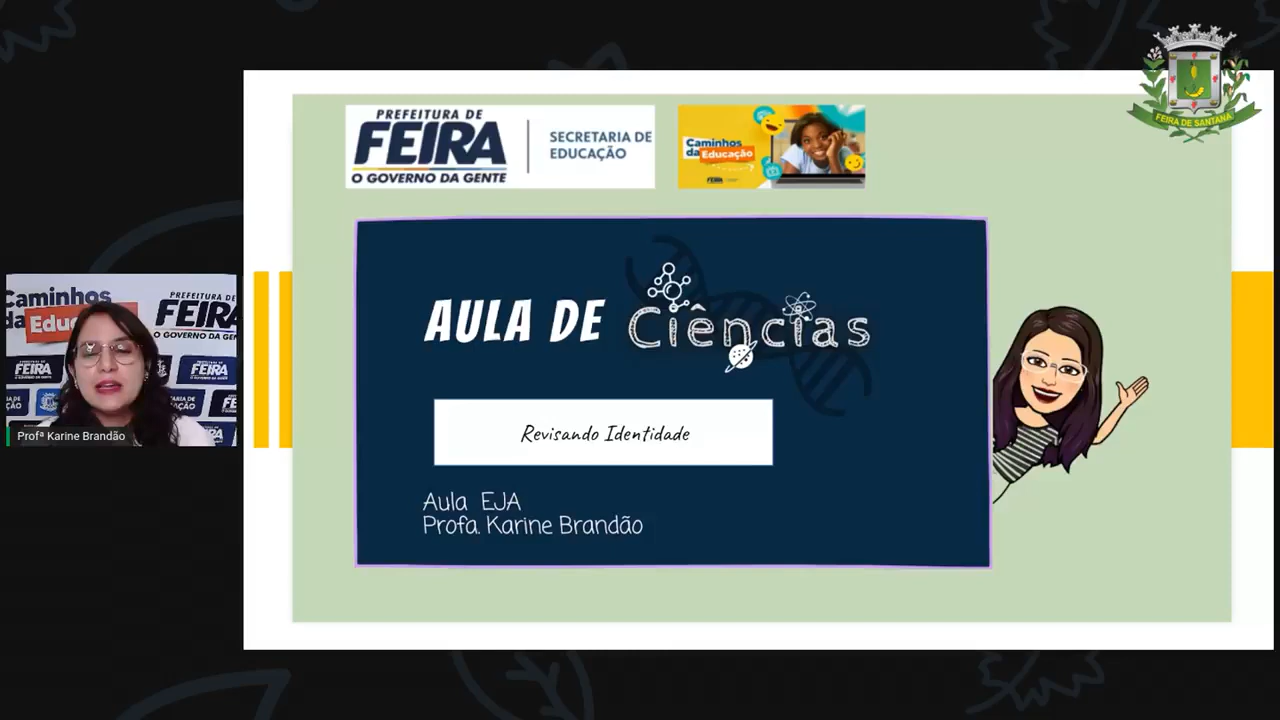 FEIRA DE SANTANA
PREFEITURA DE
FEIRA
O GOVERNO DA GENTE
SECRETARIA DE
EDUCAÇÃO
Caminhos
da Educação
FEIRA
AULA DE Ciências
Revisando Identidade
Aula EJA
Profa. Karine Brandão
Caminhos
da Educ
PREFEITURA DE
FEIRA
O GOVERNO DA GENTE
FEIRA
FEIRA
Profª Karine Brandão